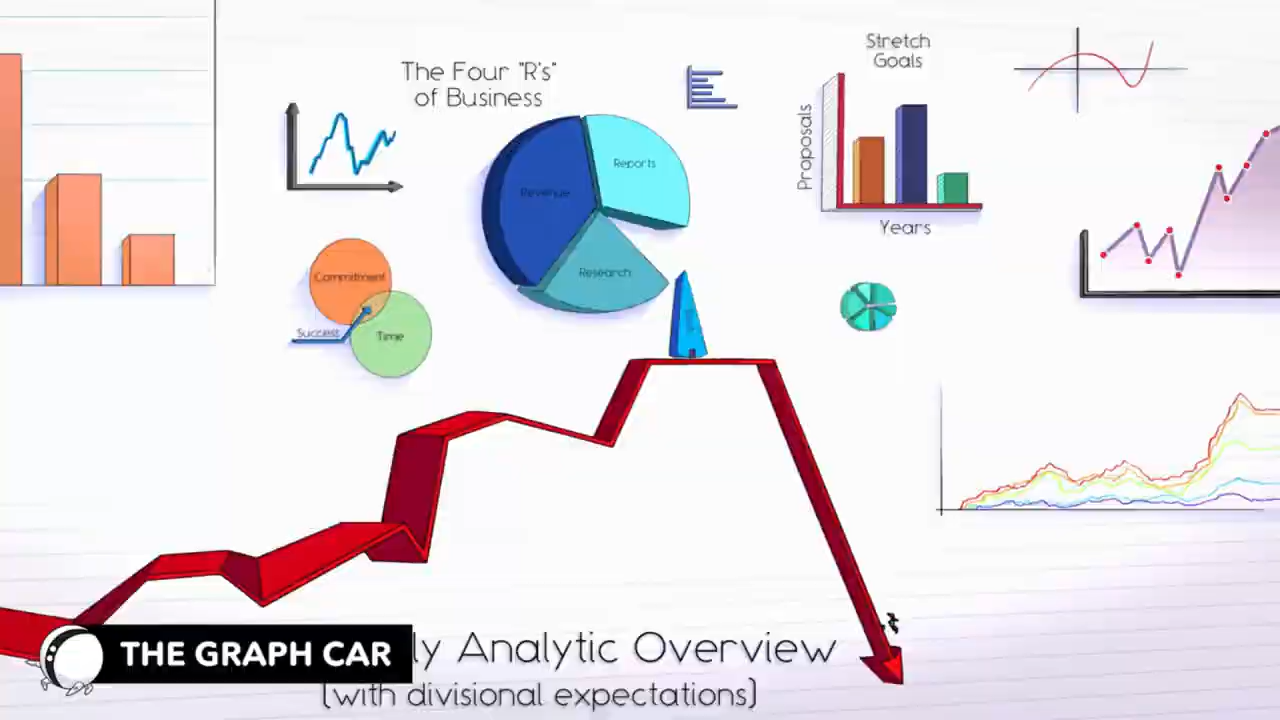 The Four "R's"
of Business
Stretch
Goals
Reports
Revenue
Research
Proposals
Years
Commitment
Success
Time
THE GRAPH CAR
ly Analytic Overview
(with divisional expectations)